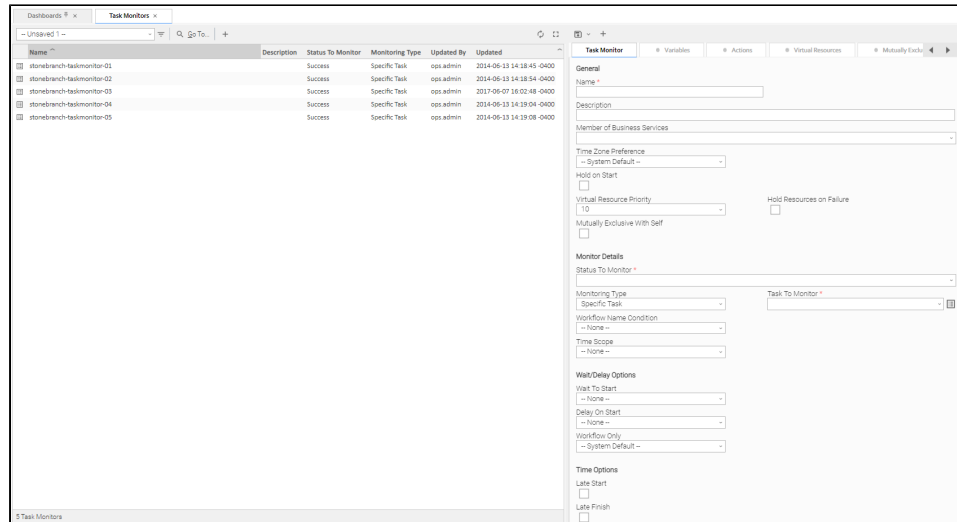 Dashboards ×
Task Monitors ×
-- Unsaved 1 --
Go To...
Name Description Status To Monitor Monitoring Type Updated By Updated
stonebranch-taskmonitor-01 Success Specific Task ops.admin 2014-06-13 14:18:45 -0400
stonebranch-taskmonitor-02 Success Specific Task ops.admin 2014-06-13 14:18:54 -0400
stonebranch-taskmonitor-03 Success Specific Task ops.admin 2017-06-07 16:02:48 -0400
stonebranch-taskmonitor-04 Success Specific Task ops.admin 2014-06-13 14:19:04 -0400
stonebranch-taskmonitor-05 Success Specific Task ops.admin 2014-06-13 14:19:08 -0400
5 Task Monitors
Task Monitor Variables Actions Virtual Resources Mutually Exclu
General
Name *
Description
Member of Business Services
Time Zone Preference
-- System Default --
Hold on Start
Virtual Resource Priority Hold Resources on Failure
10
Mutually Exclusive With Self
Monitor Details
Status To Monitor *
Monitoring Type Task To Monitor *
Specific Task
Workflow Name Condition
-- None --
Time Scope
-- None --
Wait/Delay Options
Wait To Start
-- None --
Delay On Start
-- None --
Workflow Only
-- System Default --
Time Options
Late Start
Late Finish